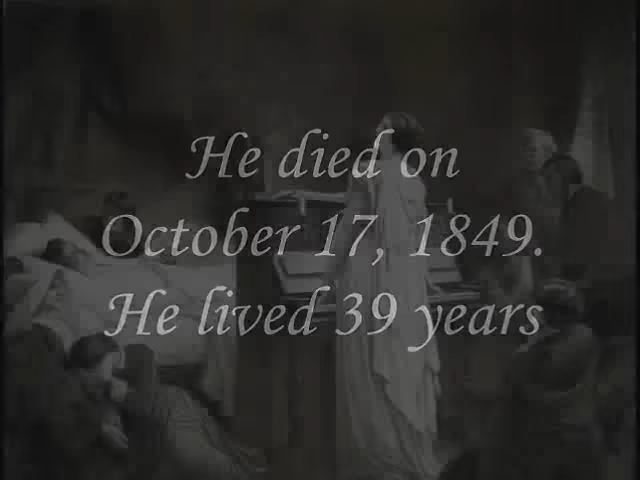 He died on
October 17, 1849.
He lived 39 years